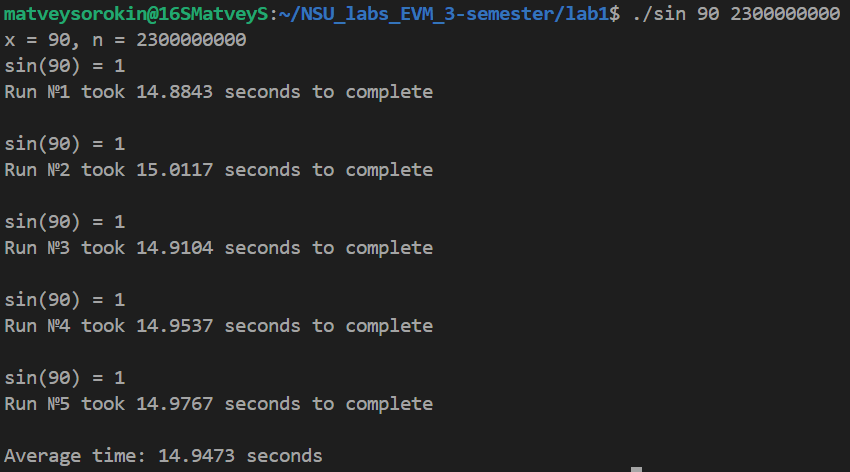 matveysorokin@16SMatveyS:~/NSU_labs_EVM_3-semester/lab1$ ./sin 90 2300000000
x = 90, n = 2300000000
sin(90) = 1
Run №1 took 14.8843 seconds to complete
sin(90) = 1
Run №2 took 15.0117 seconds to complete
sin(90) = 1
Run №3 took 14.9104 seconds to complete
sin(90) = 1
Run №4 took 14.9537 seconds to complete
sin(90) = 1
Run №5 took 14.9767 seconds to complete
Average time: 14.9473 seconds